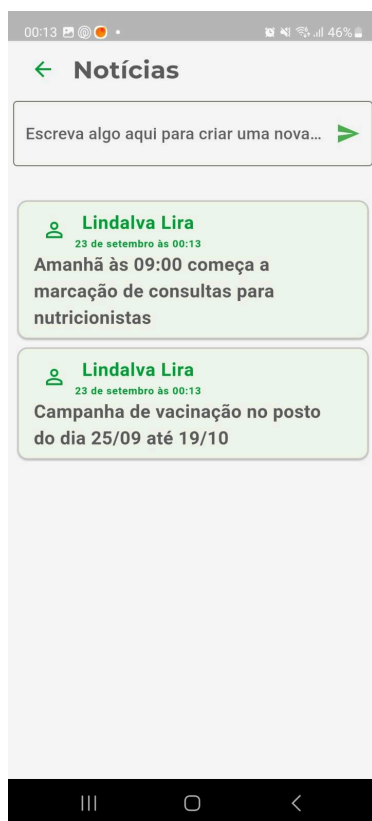 00:13
46%
Notícias
Escreva algo aqui para criar uma nova...
Lindalva Lira
23 de setembro às 00:13
Amanhã às 09:00 começa a
marcação de consultas para
nutricionistas
Lindalva Lira
23 de setembro às 00:13
Campanha de vacinação no posto
do dia 25/09 até 19/10